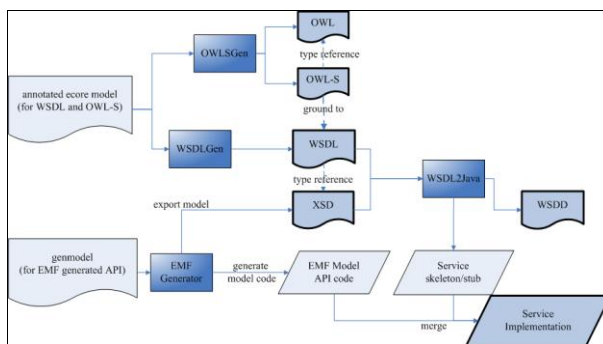 OWL
OWLSGen
type reference
annotated ecore model
(for WSDL and OWL-S)
OWL-S
ground to
WSDLGen
WSDL
type reference
WSDL2Java
WSDD
export model
XSD
genmodel
(for EMF generated API)
EMF
Generator
generate
model code
EMF Model
API code
Service
skeleton/stub
merge
Service
Implementation